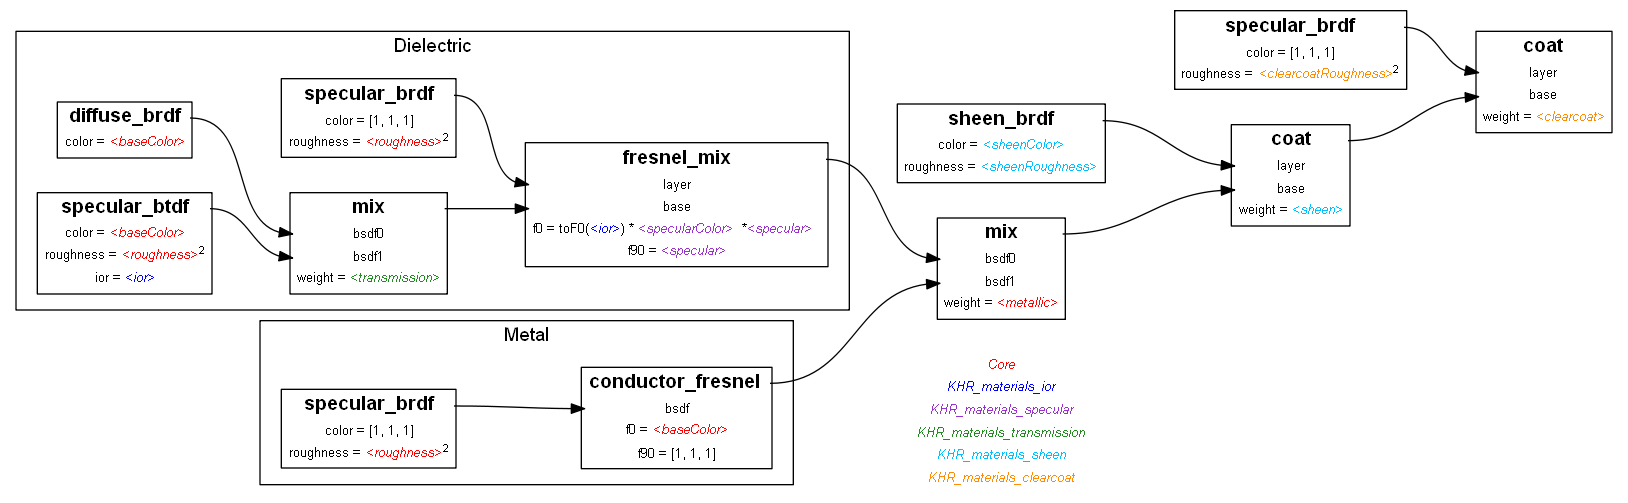 Dielectric
diffuse_brdf
color = <baseColor>
specular_btdf
color = <baseColor>
roughness = <roughness>²
ior = <ior>
specular_brdf
color = [1, 1, 1]
roughness = <roughness>²
mix
bsdf0
bsdf1
weight = <transmission>
fresnel_mix
layer
base
f0 = toF0(<ior>) * <specularColor> *<specular>
f90 = <specular>
Metal
specular_brdf
color = [1, 1, 1]
roughness = <roughness>²
conductor_fresnel
bsdf
f0 = <baseColor>
f90 = [1, 1, 1]
mix
bsdf0
bsdf1
weight = <metallic>
sheen_brdf
color = <sheenColor>
roughness = <sheenRoughness>
coat
layer
base
weight = <sheen>
specular_brdf
color = [1, 1, 1]
roughness = <clearcoatRoughness>²
coat
layer
base
weight = <clearcoat>
Core
KHR_materials_ior
KHR_materials_specular
KHR_materials_transmission
KHR_materials_sheen
KHR_materials_clearcoat